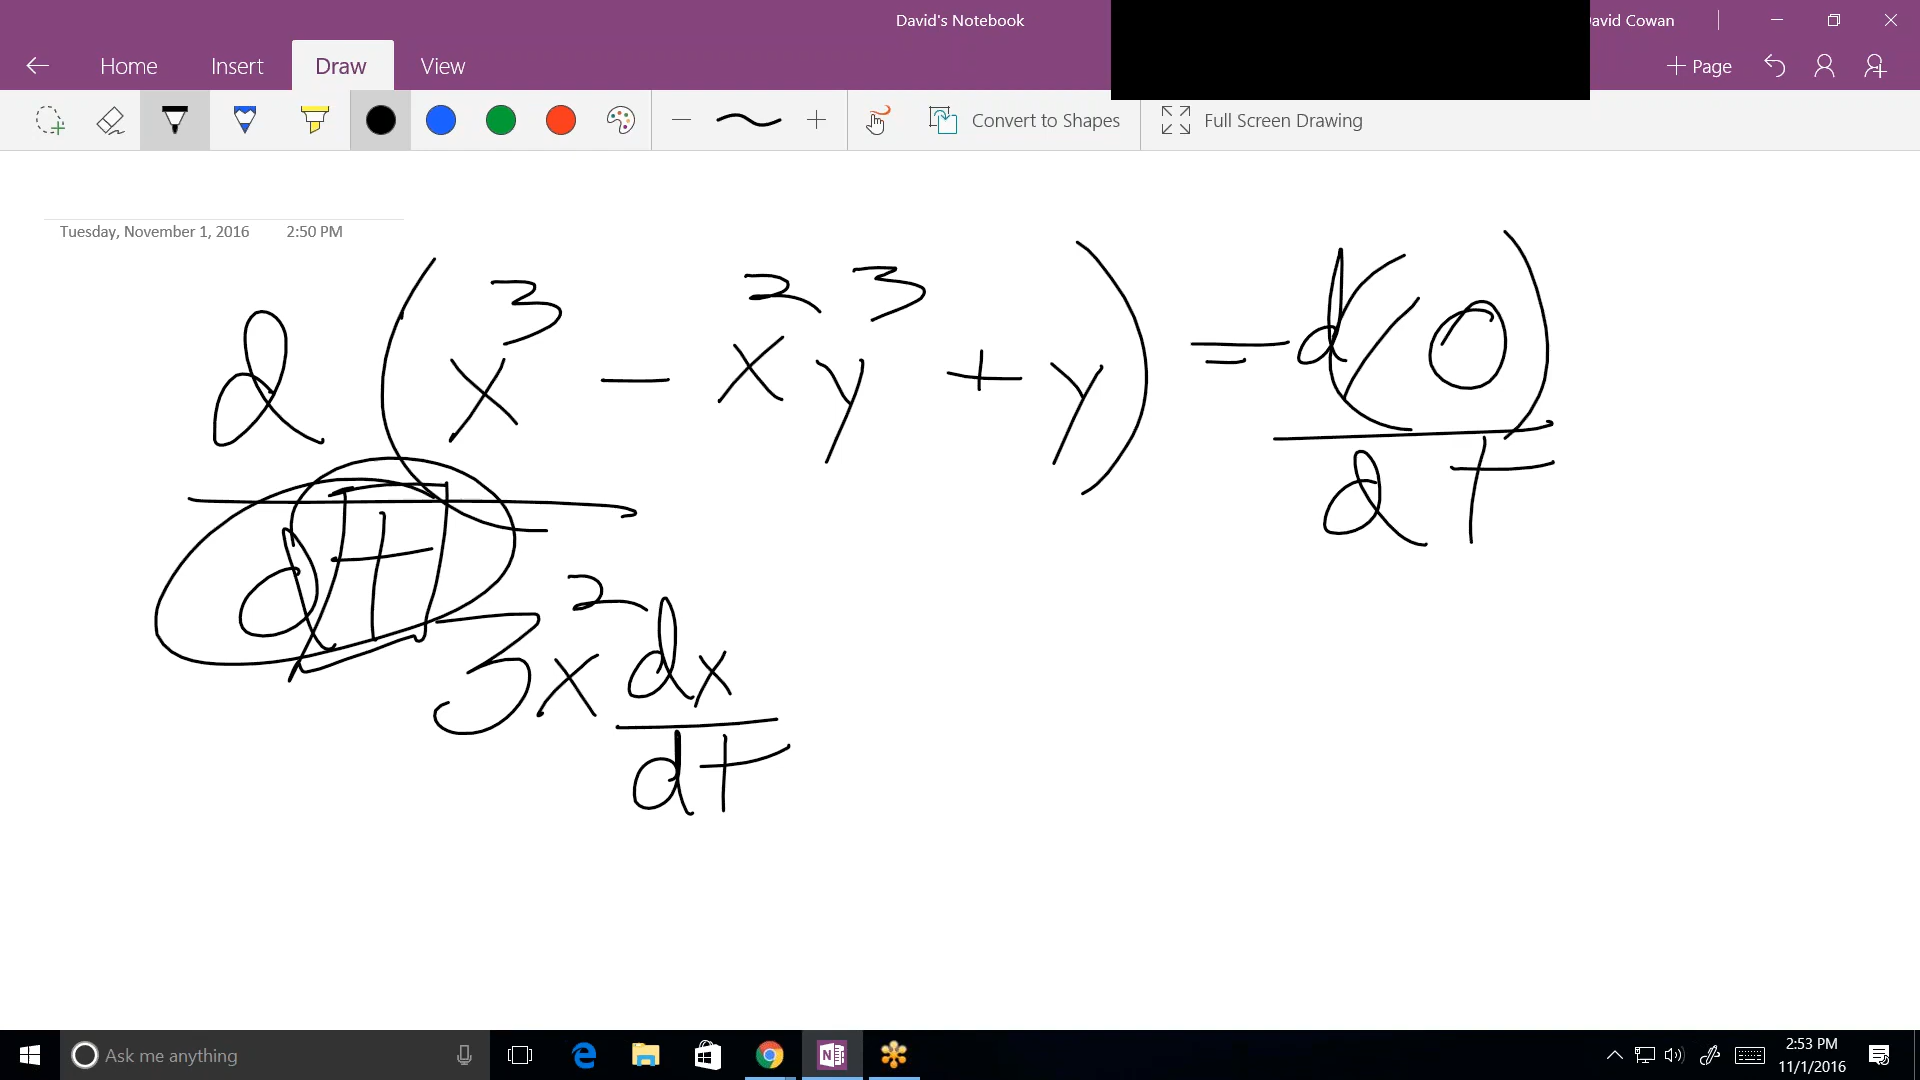 David's Notebook
avid Cowan
Home Insert Draw View
Page
Convert to Shapes Full Screen Drawing
Tuesday, November 1, 2016 2:50 PM
d (x³ - x²y³ + y) = d(0)
dT dT
3x² dx
dT
Ask me anything
2:53 PM
11/1/2016